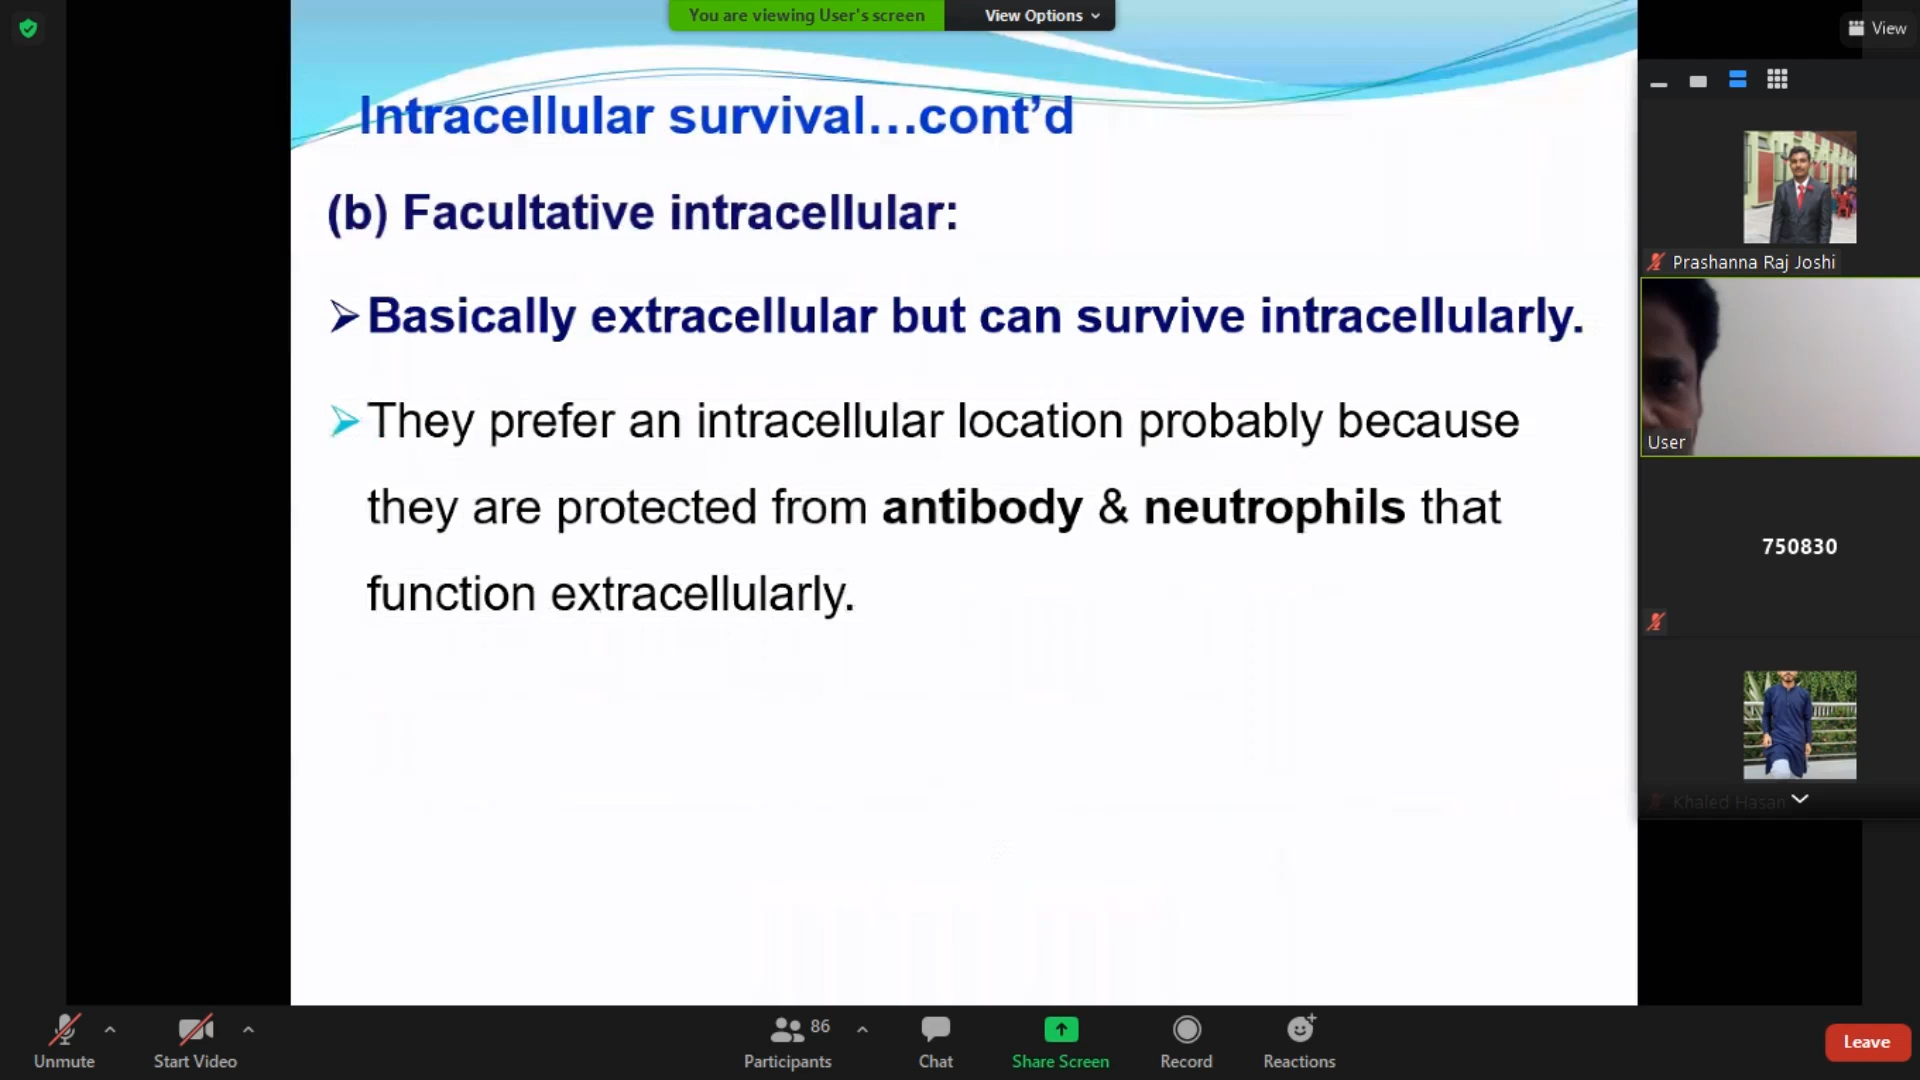 You are viewing User's screen
View Options
View
Intracellular survival…cont’d
(b) Facultative intracellular:
➢Basically extracellular but can survive intracellularly.
➢They prefer an intracellular location probably because
they are protected from antibody & neutrophils that
function extracellularly.
Prashanna Raj Joshi
User
750830
Khaled Hasan
Unmute
Start Video
86
Participants
Chat
Share Screen
Record
Reactions
Leave